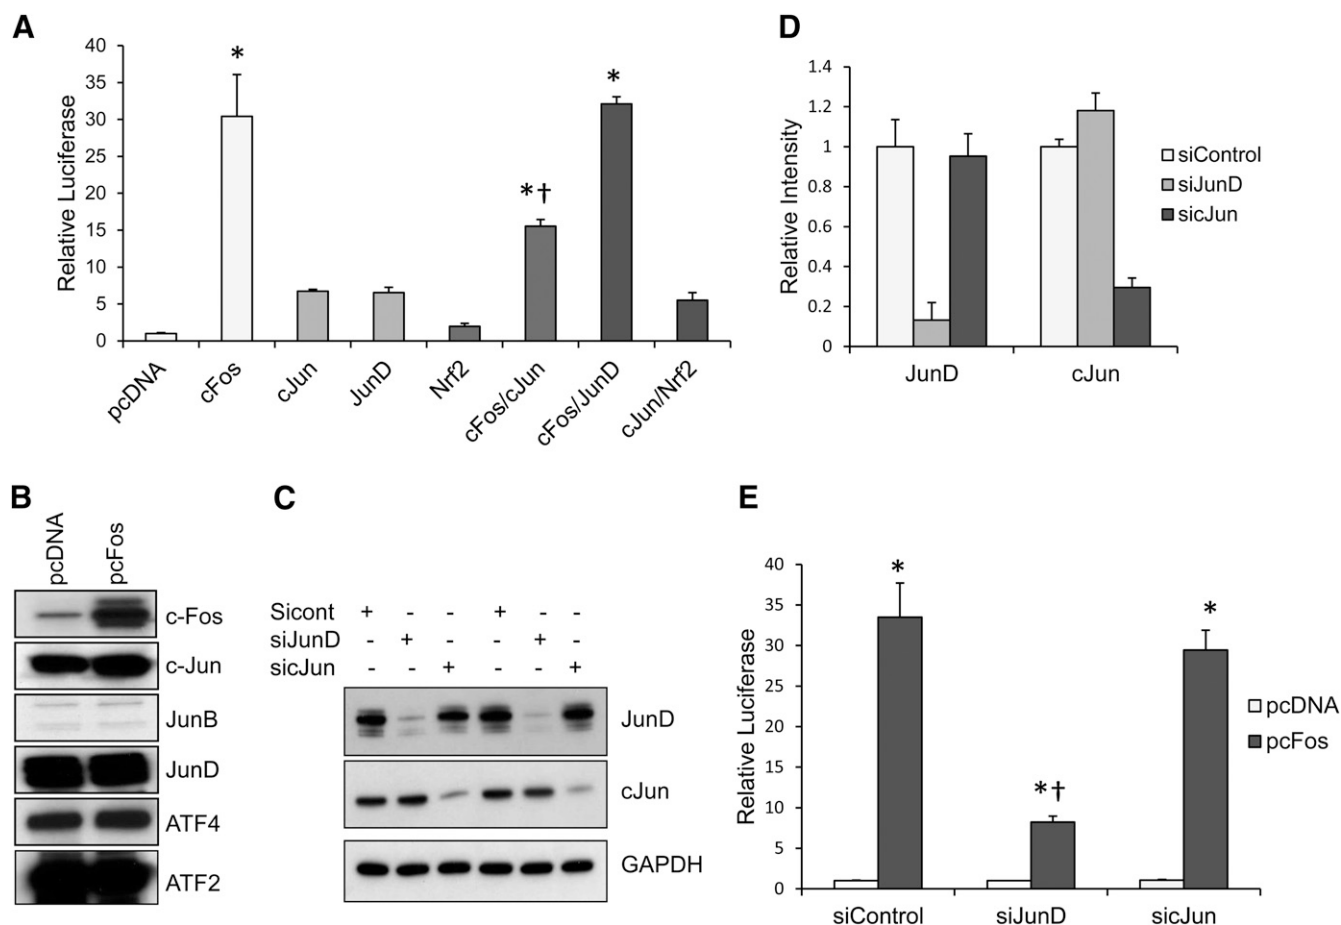 A
Relative Luciferase
40
35
30
25
20
15
10
5
0
*
*†
*
pcDNA
cFos
cJun
JunD
Nrf2
cFos/cJun
cFos/JunD
cJun/Nrf2
D
Relative Intensity
1.4
1.2
1
0.8
0.6
0.4
0.2
0
JunD
cJun
siControl
siJunD
sicJun
B
pcDNA
pcFos
c-Fos
c-Jun
JunB
JunD
ATF4
ATF2
C
Sicont + - - + - -
siJunD - + - - + -
sicJun - - + - - +
JunD
cJun
GAPDH
E
Relative Luciferase
40
35
30
25
20
15
10
5
0
*
*†
*
siControl
siJunD
sicJun
pcDNA
pcFos